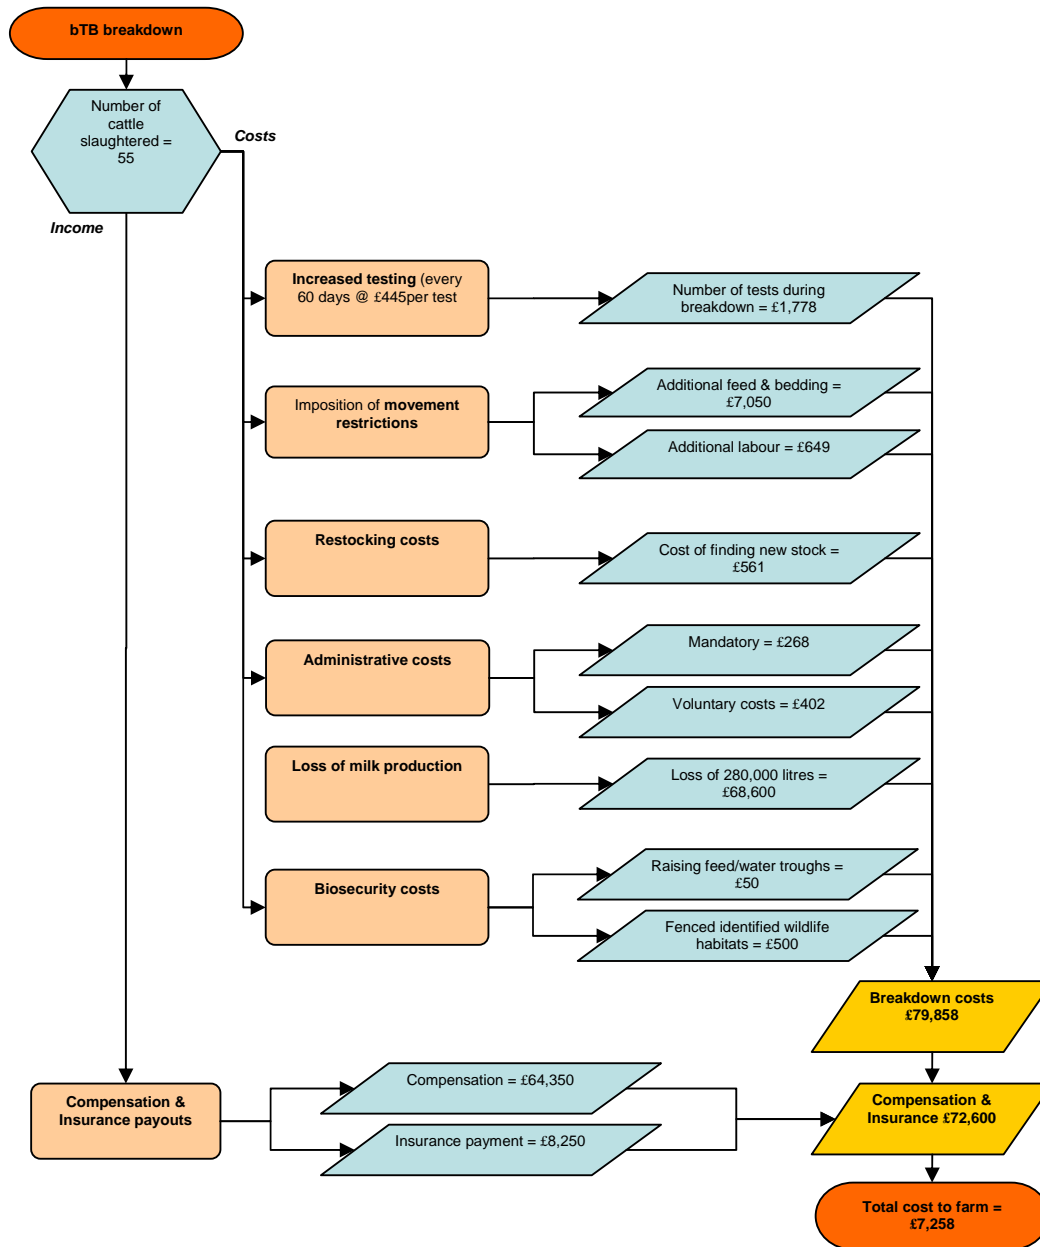 bTB breakdown
Number of
cattle
slaughtered =
55
Costs
Income
Increased testing (every
60 days @ £445per test
Number of tests during
breakdown = £1,778
Imposition of movement
restrictions
Additional feed & bedding =
£7,050
Additional labour = £649
Restocking costs
Cost of finding new stock =
£561
Administrative costs
Mandatory = £268
Voluntary costs = £402
Loss of milk production
Loss of 280,000 litres =
£68,600
Biosecurity costs
Raising feed/water troughs =
£50
Fenced identified wildlife
habitats = £500
Breakdown costs
£79,858
Compensation &
Insurance payouts
Compensation = £64,350
Insurance payment = £8,250
Compensation &
Insurance £72,600
Total cost to farm =
£7,258